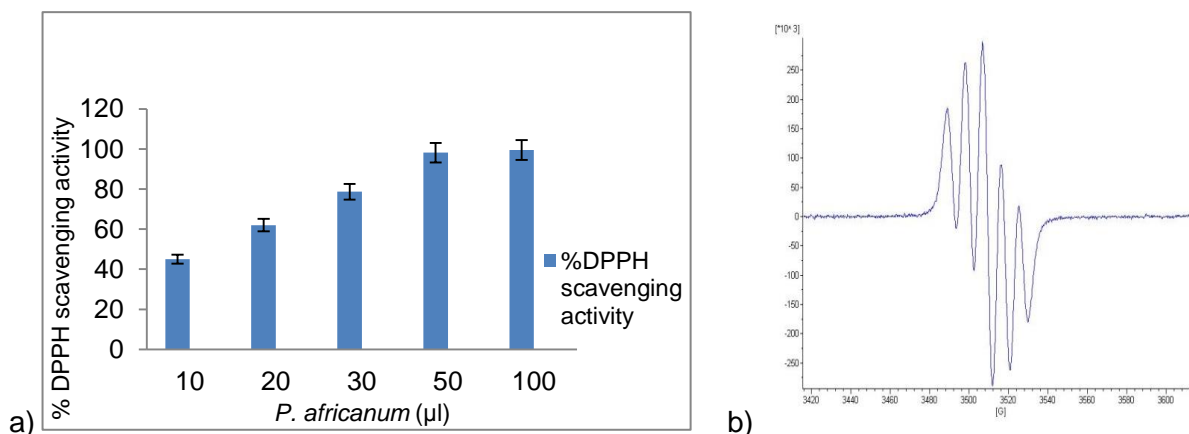 120
100
80
60
40
20
0
% DPPH scavenging activity
10 20 30 50 100
P. africanum (µl)
%DPPH
scavenging
activity
a)
[*10^ 3]
250
200
150
100
50
0
-50
-100
-150
-200
-250
3420 3440 3460 3480 3500 3520 3540 3560 3580 3600
[G]
b)